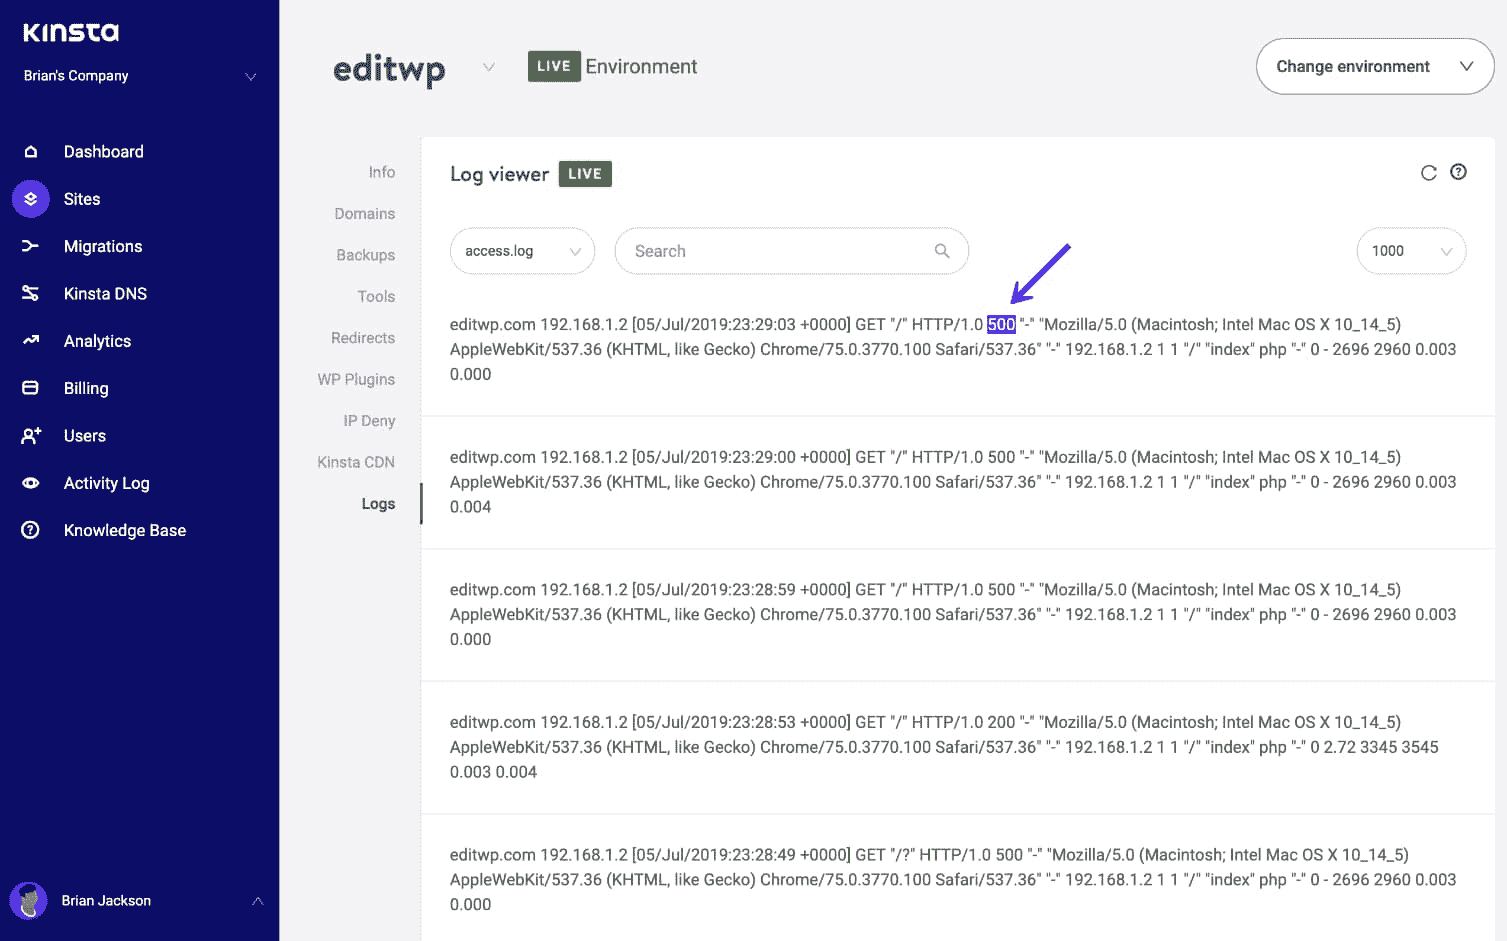 Kinsta
Brian's Company
Dashboard
Sites
Migrations
Kinsta DNS
Analytics
Billing
Users
Activity Log
Knowledge Base
Brian Jackson
editwp
LIVE Environment
Change environment
Info
Domains
Backups
Tools
Redirects
WP Plugins
IP Deny
Kinsta CDN
Logs
Log viewer LIVE
access.log
Search
1000
editwp.com 192.168.1.2 [05/Jul/2019:23:29:03 +0000] GET "/" HTTP/1.0 500 "-" "Mozilla/5.0 (Macintosh; Intel Mac OS X 10_14_5)
AppleWebKit/537.36 (KHTML, like Gecko) Chrome/75.0.3770.100 Safari/537.36" "-" 192.168.1.2 1 1 "/" "index" php "-" 0 - 2696 2960 0.003
0.000
editwp.com 192.168.1.2 [05/Jul/2019:23:29:00 +0000] GET "/" HTTP/1.0 500 "-" "Mozilla/5.0 (Macintosh; Intel Mac OS X 10_14_5)
AppleWebKit/537.36 (KHTML, like Gecko) Chrome/75.0.3770.100 Safari/537.36" "-" 192.168.1.2 1 1 "/" "index" php "-" 0 - 2696 2960 0.003
0.004
editwp.com 192.168.1.2 [05/Jul/2019:23:28:59 +0000] GET "/" HTTP/1.0 500 "-" "Mozilla/5.0 (Macintosh; Intel Mac OS X 10_14_5)
AppleWebKit/537.36 (KHTML, like Gecko) Chrome/75.0.3770.100 Safari/537.36" "-" 192.168.1.2 1 1 "/" "index" php "-" 0 - 2696 2960 0.003
0.000
editwp.com 192.168.1.2 [05/Jul/2019:23:28:53 +0000] GET "/" HTTP/1.0 200 "-" "Mozilla/5.0 (Macintosh; Intel Mac OS X 10_14_5)
AppleWebKit/537.36 (KHTML, like Gecko) Chrome/75.0.3770.100 Safari/537.36" "-" 192.168.1.2 1 1 "/" "index" php "-" 0 2.72 3345 3545
0.003 0.004
editwp.com 192.168.1.2 [05/Jul/2019:23:28:49 +0000] GET "/?" HTTP/1.0 500 "-" "Mozilla/5.0 (Macintosh; Intel Mac OS X 10_14_5)
AppleWebKit/537.36 (KHTML, like Gecko) Chrome/75.0.3770.100 Safari/537.36" "-" 192.168.1.2 1 1 "/" "index" php "-" 0 - 2696 2960 0.003
0.000